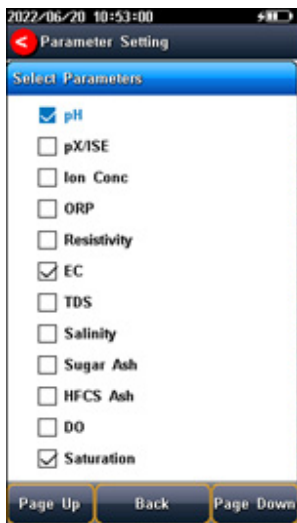 2022/06/20 10:53:00
< Parameter Setting
Select Parameters
pH
pX/ISE
Ion Conc
ORP
Resistivity
EC
TDS
Salinity
Sugar Ash
HFCS Ash
DO
Saturation
Page Up Back Page Down